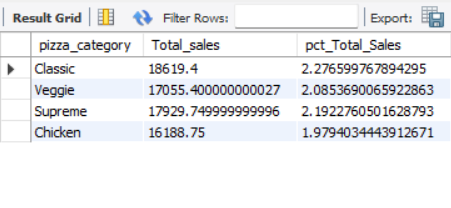 Result Grid Filter Rows: Export:
pizza_category Total_sales pct_Total_Sales
Classic 18619.4 2.276599767894295
Veggie 17055.400000000027 2.0853690065922863
Supreme 17929.749999999996 2.1922760501628793
Chicken 16188.75 1.9794034443912671